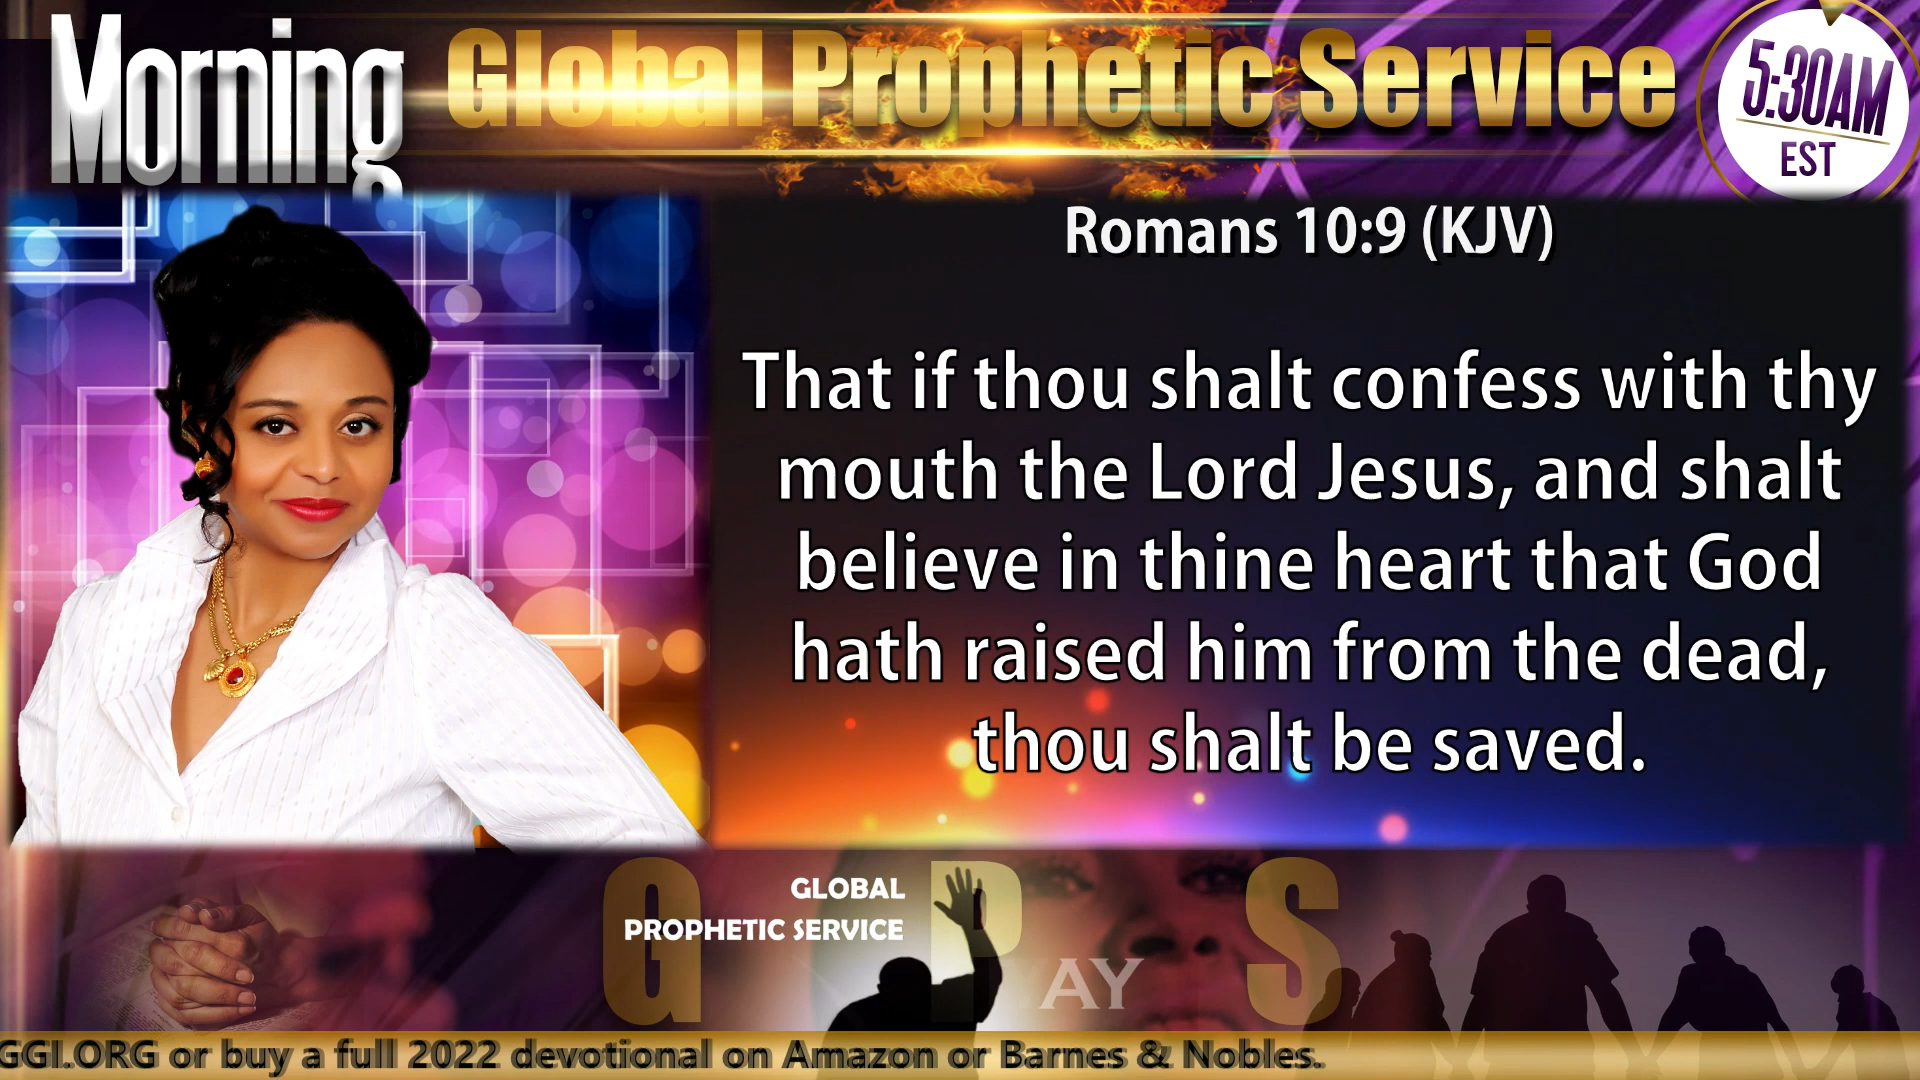 Morning Global Prophetic Service
5:30AM
EST
Romans 10:9 (KJV)
That if thou shalt confess with thy
mouth the Lord Jesus, and shalt
believe in thine heart that God
hath raised him from the dead,
thou shalt be saved.
G P S
GLOBAL
PROPHETIC SERVICE
AY
GGI.ORG or buy a full 2022 devotional on Amazon or Barnes & Nobles.